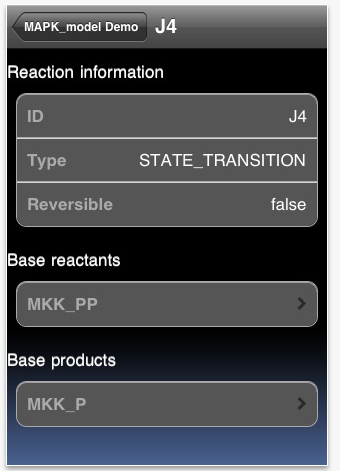 MAPK_model Demo J4
Reaction information
ID J4
Type STATE_TRANSITION
Reversible false
Base reactants
MKK_PP
Base products
MKK_P